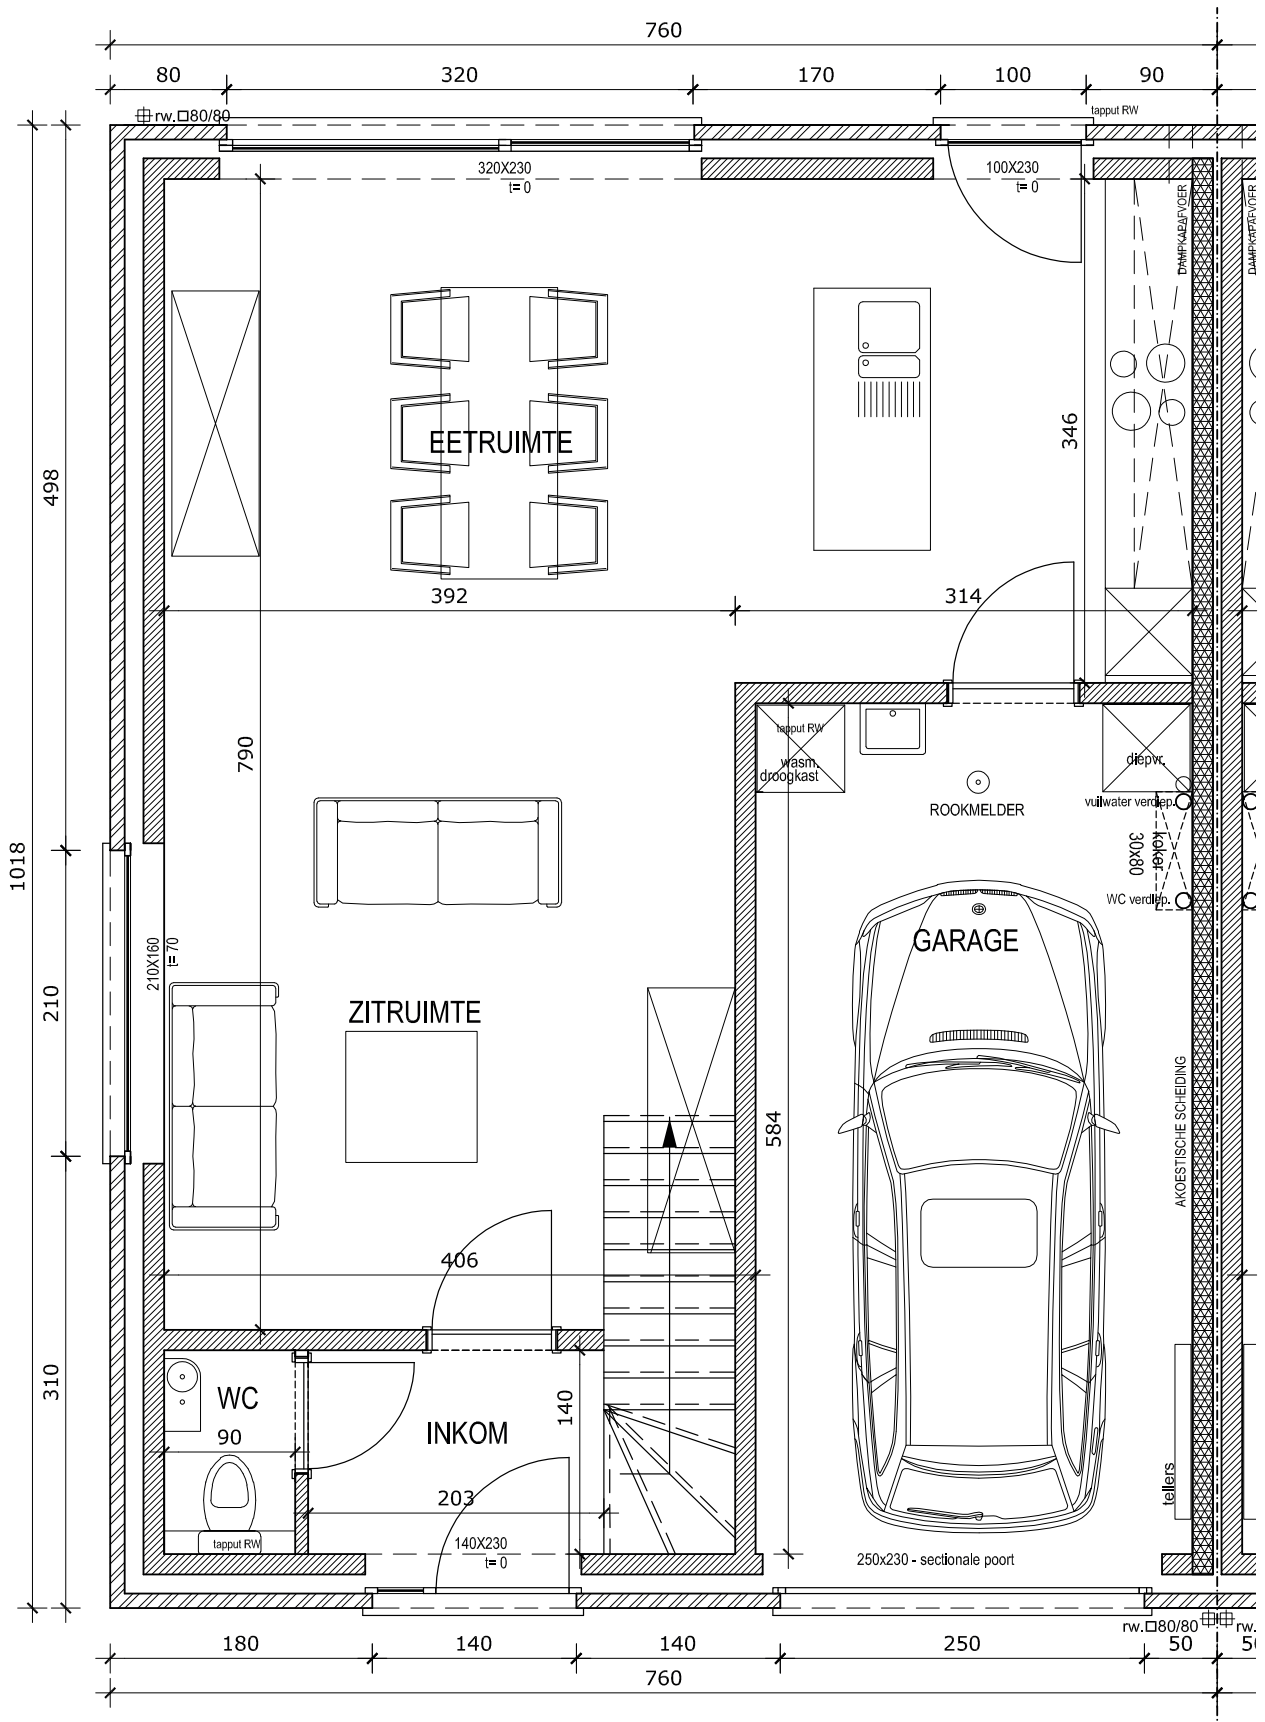 760
80
320
170
100
90
rw.□80/80
tapput RW
320X230
t= 0
100X230
t= 0
DAMPKAPAFVOER
DAMPKAPAFVOER
EETRUIMTE
346
498
392
314
790
tapput RW
wasm.
droogkast
diepvr.
ROOKMELDER
vuilwater verdiep.
koker
30x80
WC verdiep.
1018
210X160
t= 70
GARAGE
210
ZITRUIMTE
AKOESTISCHE SCHEIDING
584
406
310
WC
140
INKOM
90
203
tellers
tapput RW
140X230
t= 0
250x230 - sectionale poort
rw.□80/80
rw.
180
140
140
250
50
760